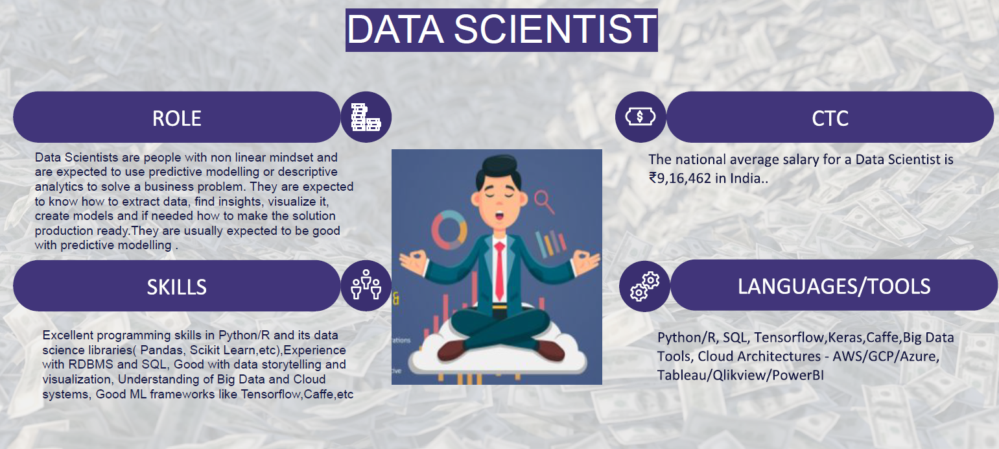 DATA SCIENTIST
ROLE
Data Scientists are people with non linear mindset and
are expected to use predictive modelling or descriptive
analytics to solve a business problem. They are expected
to know how to extract data, find insights, visualize it,
create models and if needed how to make the solution
production ready.They are usually expected to be good
with predictive modelling .
SKILLS
Excellent programming skills in Python/R and its data
science libraries( Pandas, Scikit Learn,etc),Experience
with RDBMS and SQL, Good with data storytelling and
visualization, Understanding of Big Data and Cloud
systems, Good ML frameworks like Tensorflow,Caffe,etc
&
rations
ive
CTC
$
The national average salary for a Data Scientist is
₹9,16,462 in India..
LANGUAGES/TOOLS
Python/R, SQL, Tensorflow,Keras,Caffe,Big Data
Tools, Cloud Architectures - AWS/GCP/Azure,
Tableau/Qlikview/PowerBI